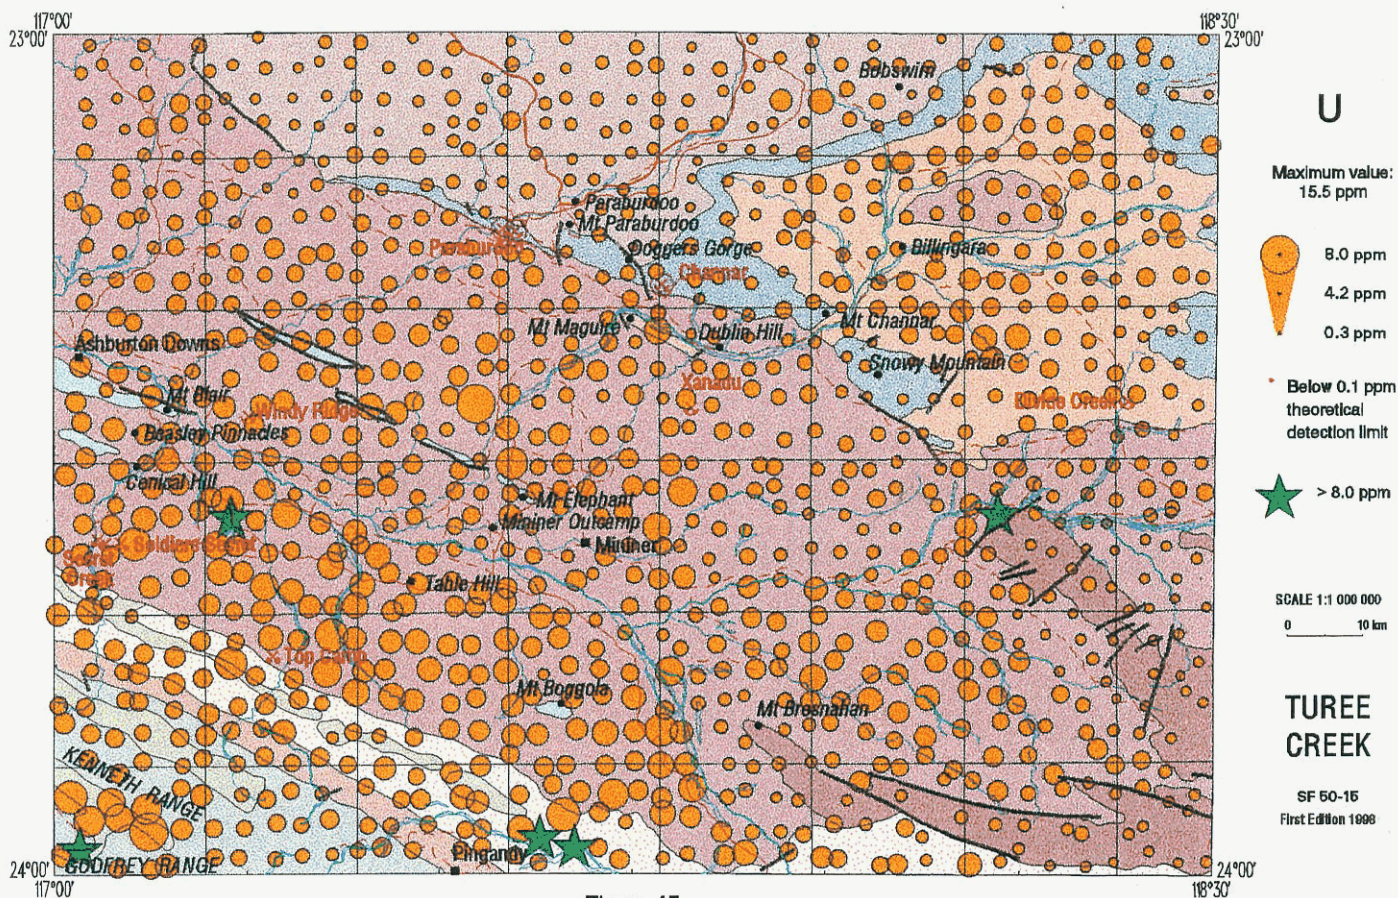 117°00'
118°30'
23°00'
23°00'
Bobswim
U
Maximum value:
15.5 ppm
Paraburdoo
Mt Paraburdoo
Paraburdoo
Doggers Gorge
Billingara
Channar
8.0 ppm
4.2 ppm
0.3 ppm
Mt Maguire
Dublin Hill
Mt Channar
Ashburton Downs
Snowy Mountain
Xanadu
Below 0.1 ppm
theoretical
detection limit
Mt Blair
Windy Ridge
Beasley Pinnacles
Conical Hill
Mt Elephant
> 8.0 ppm
Mininer Outcamp
Soldiers Secret
Mininer
Secret
Creek
Table Hill
SCALE 1:1 000 000
0 10 km
Top Camp
Mt Boggola
Mt Bresnahan
TUREE
CREEK
KENNETH RANGE
SF 50-15
First Edition 1998
Pingandy
GODFREY RANGE
24°00'
24°00'
117°00'
118°30'